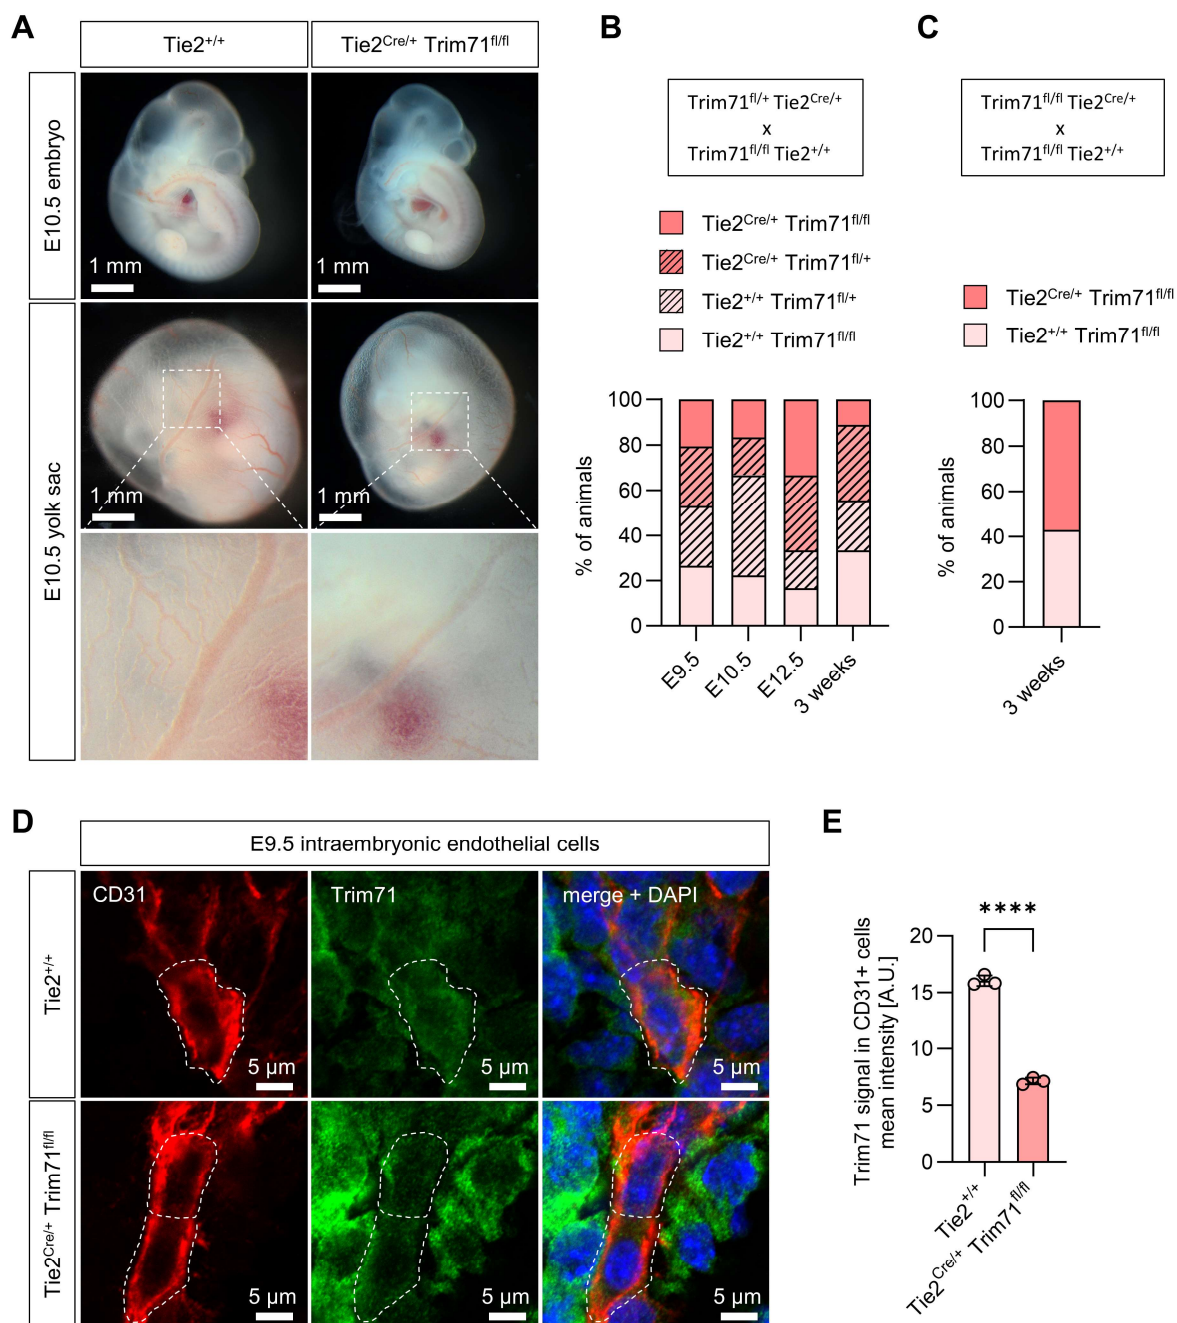 A
Tie2+/+
Tie2Cre/+ Trim71fl/fl
E10.5 embryo
1 mm
1 mm
E10.5 yolk sac
1 mm
1 mm
B
Trim71fl/+ Tie2Cre/+
x
Trim71fl/fl Tie2+/+
Tie2Cre/+ Trim71fl/fl
Tie2Cre/+ Trim71fl/+
Tie2+/+ Trim71fl/+
Tie2+/+ Trim71fl/fl
% of animals
100
80
60
40
20
0
E9.5
E10.5
E12.5
3 weeks
C
Trim71fl/fl Tie2Cre/+
x
Trim71fl/fl Tie2+/+
Tie2Cre/+ Trim71fl/fl
Tie2+/+ Trim71fl/fl
% of animals
100
80
60
40
20
0
3 weeks
D
E9.5 intraembryonic endothelial cells
CD31
Trim71
merge + DAPI
Tie2+/+
5 µm
5 µm
5 µm
Tie2Cre/+ Trim71fl/fl
5 µm
5 µm
5 µm
E
Trim71 signal in CD31+ cells
mean intensity [A.U.]
****
20
15
10
5
0
Tie2+/+
Tie2Cre/+ Trim71fl/fl